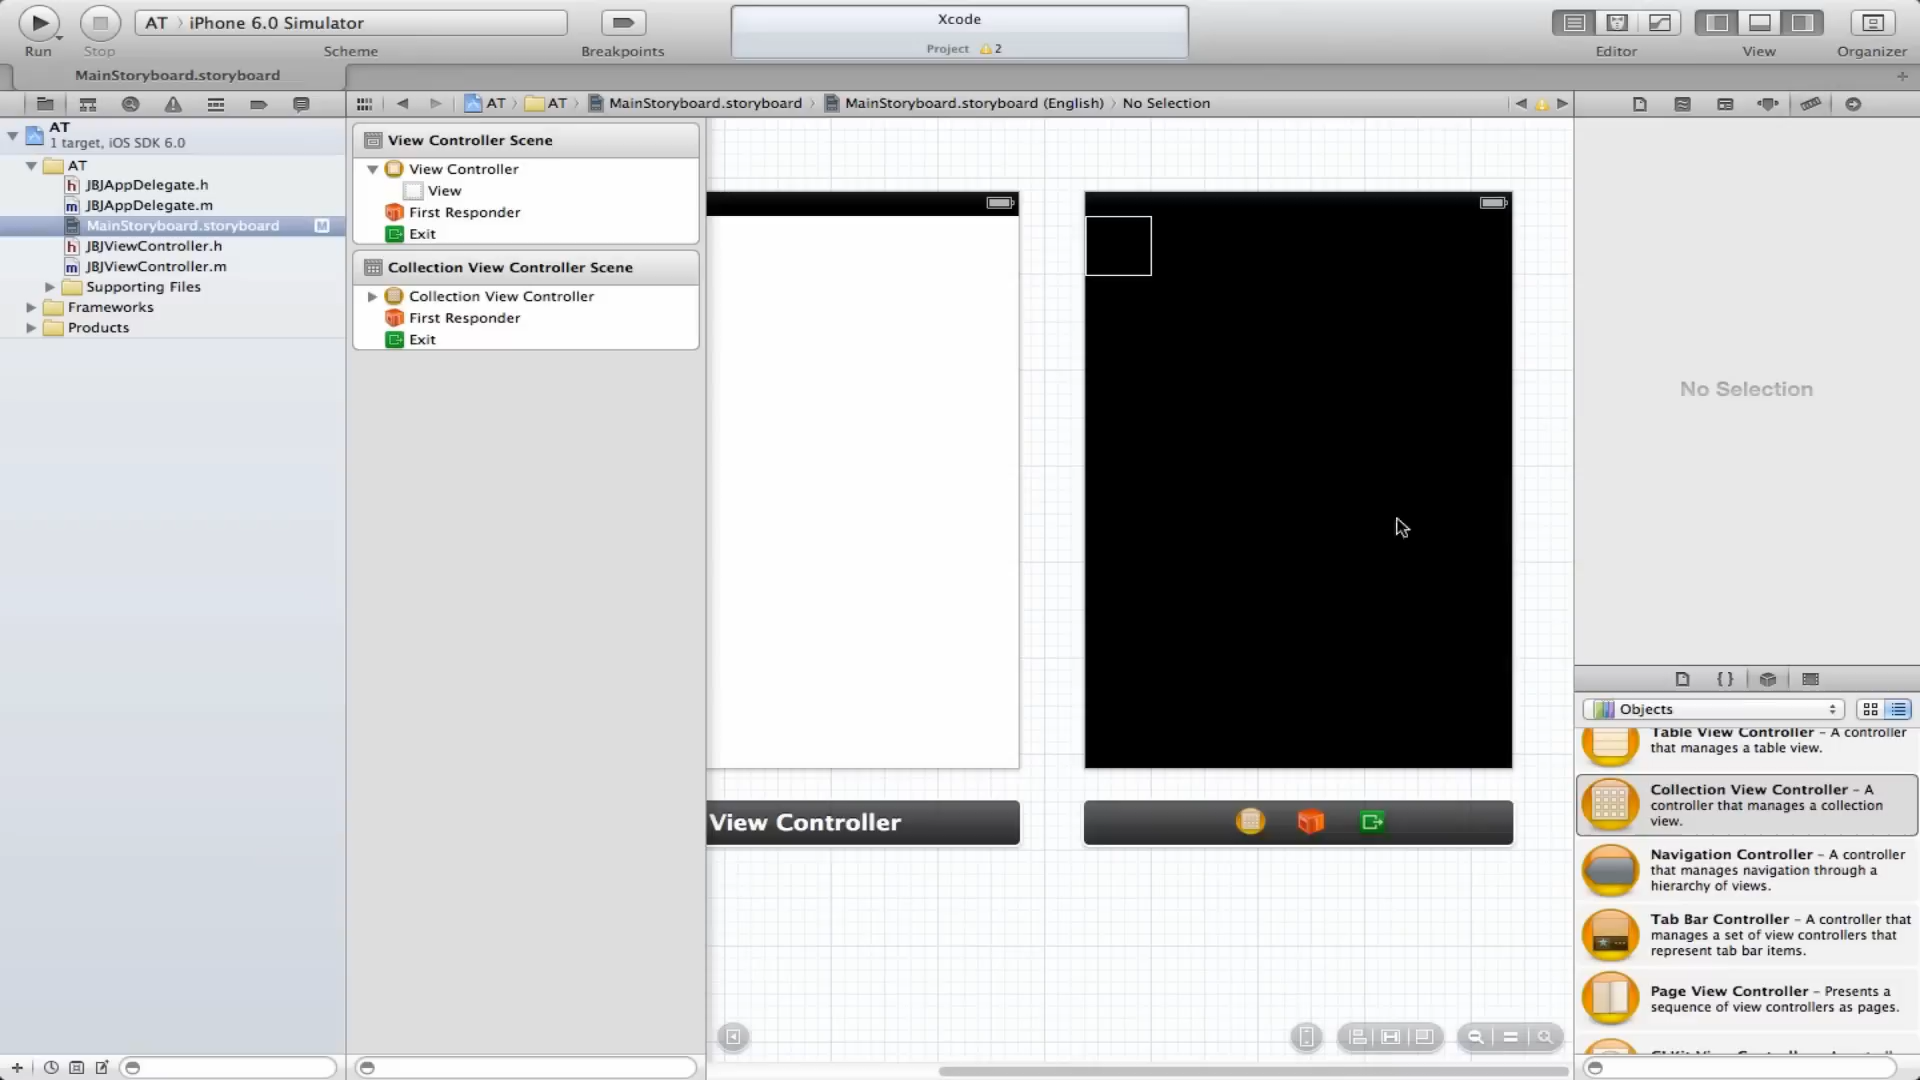 AT 〉 iPhone 6.0 Simulator
Run
Stop
Scheme
Breakpoints
Xcode
Project 2
Editor
View
Organizer
MainStoryboard.storyboard
AT 〉 AT 〉 MainStoryboard.storyboard 〉 MainStoryboard.storyboard (English) 〉 No Selection
AT
1 target, iOS SDK 6.0
AT
h JBJAppDelegate.h
m JBJAppDelegate.m
MainStoryboard.storyboard M
h JBJViewController.h
m JBJViewController.m
Supporting Files
Frameworks
Products
View Controller Scene
View Controller
View
First Responder
Exit
Collection View Controller Scene
Collection View Controller
First Responder
Exit
View Controller
No Selection
{ }
Objects
Table View Controller – A controller
that manages a table view.
Collection View Controller – A
controller that manages a collection
view.
Navigation Controller – A controller
that manages navigation through a
hierarchy of views.
Tab Bar Controller – A controller that
manages a set of view controllers that
represent tab bar items.
Page View Controller – Presents a
sequence of view controllers as pages.